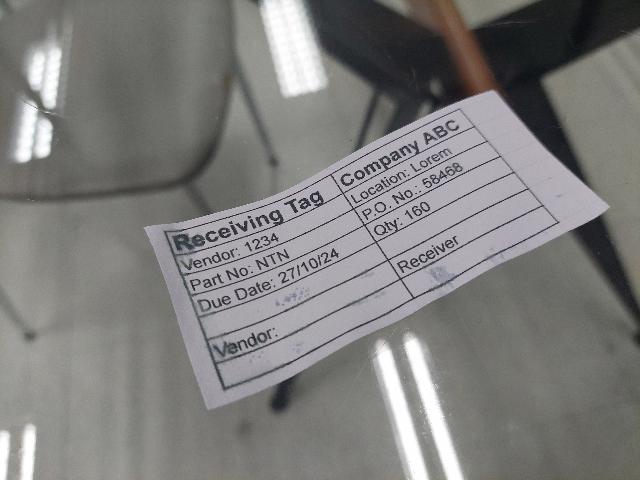 Receiving Tag Company ABC
Vendor: 1234 Location: Lorem
Part No: NTN P.O. No.: 58468
Due Date: 27/10/24 Qty: 160
Vendor: Receiver